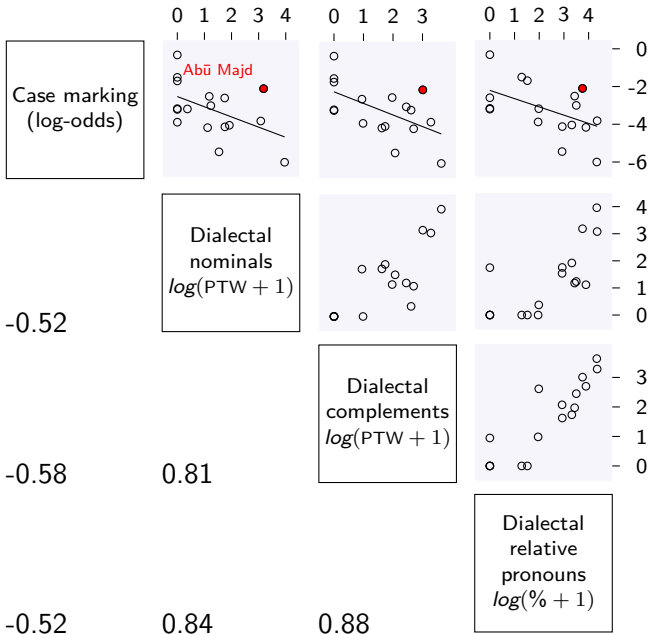 0 1 2 3 4 0 3 0 2 3 4
Case marking
(log-odds)
Abū Majd
0
-2
-4
-6
Dialectal
nominals
log(PTW + 1)
4
3
2
1
0
-0.52
Dialectal
complements
log(PTW + 1)
3
2
1
0
-0.58 0.81
Dialectal
relative
pronouns
log(% + 1)
-0.52 0.84 0.88